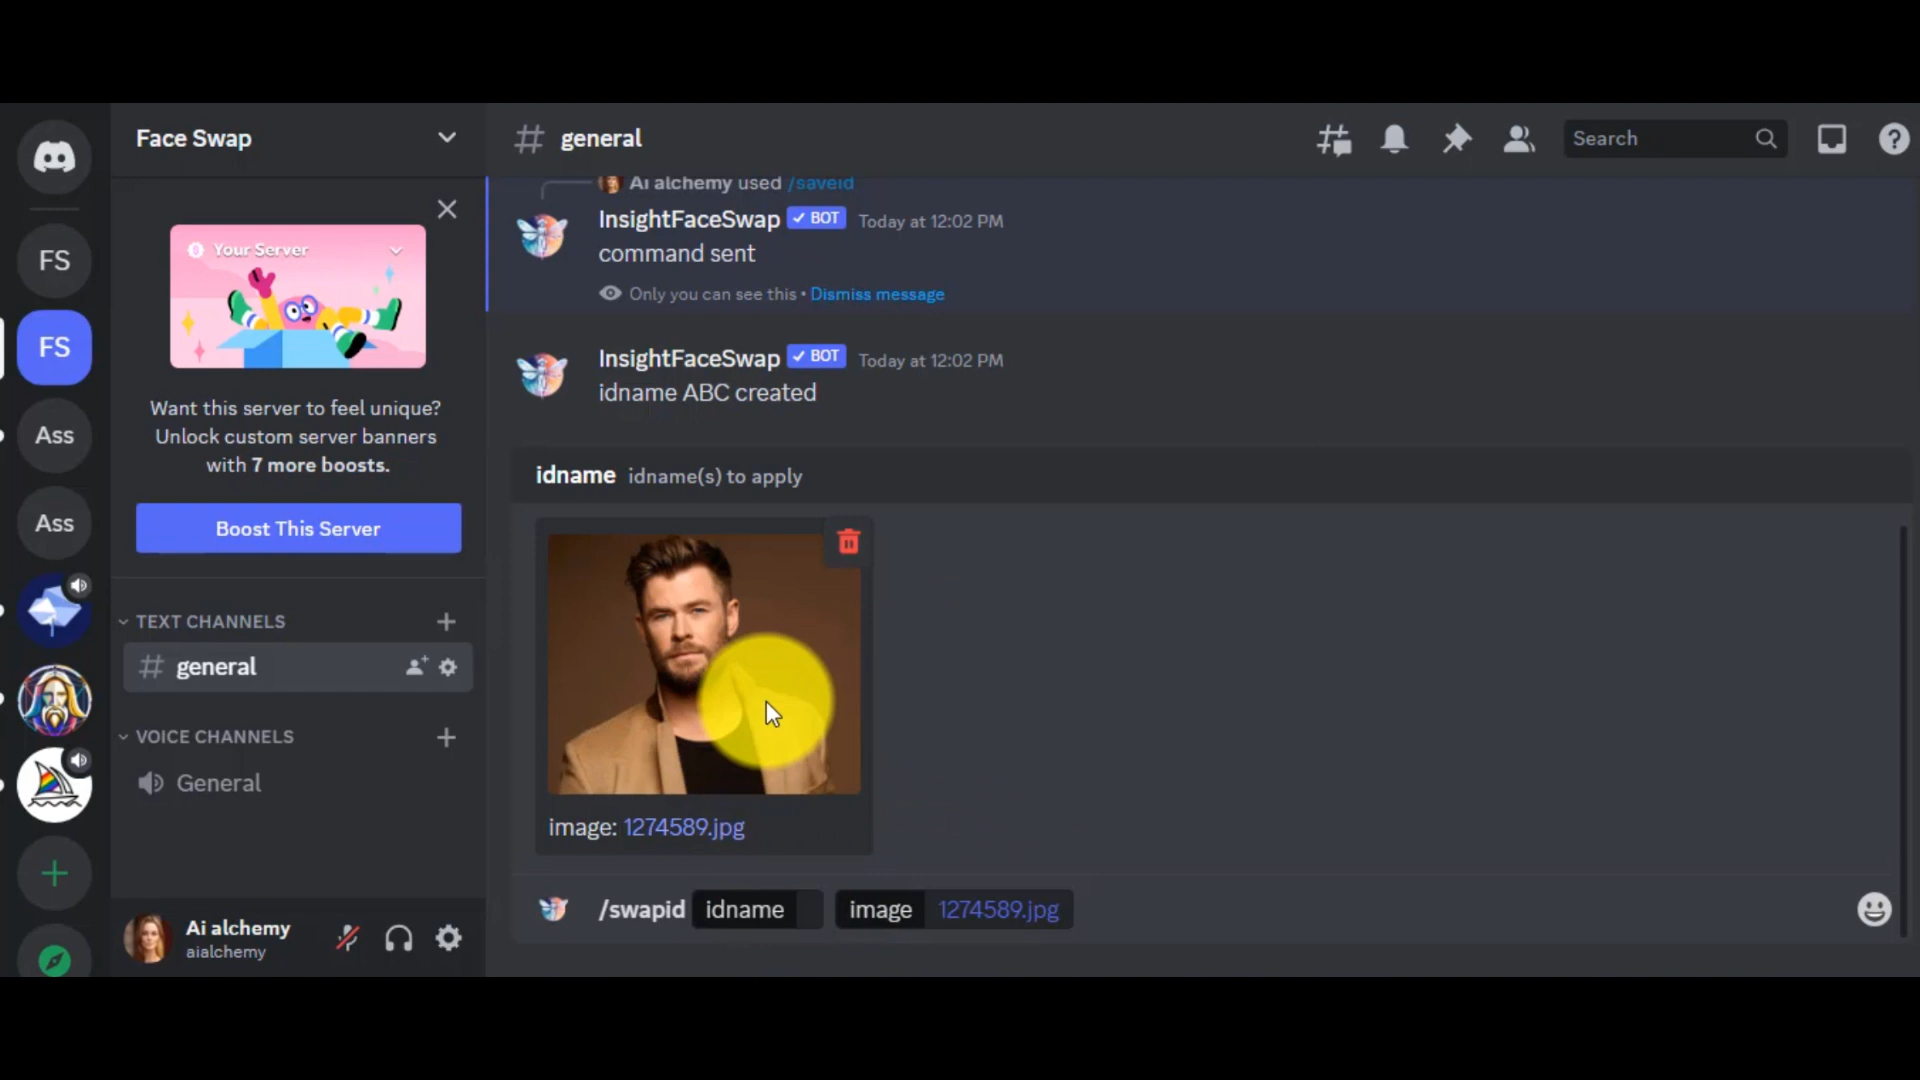 Face Swap
Your Server
Want this server to feel unique?
Unlock custom server banners
with 7 more boosts.
Boost This Server
TEXT CHANNELS
general
VOICE CHANNELS
General
Ai alchemy
aialchemy
FS
FS
Ass
Ass
# general
Search
Ai alchemy used /saveid
InsightFaceSwap ✓ BOT Today at 12:02 PM
command sent
Only you can see this • Dismiss message
InsightFaceSwap ✓ BOT Today at 12:02 PM
idname ABC created
idname idname(s) to apply
image: 1274589.jpg
/swapid idname image 1274589.jpg